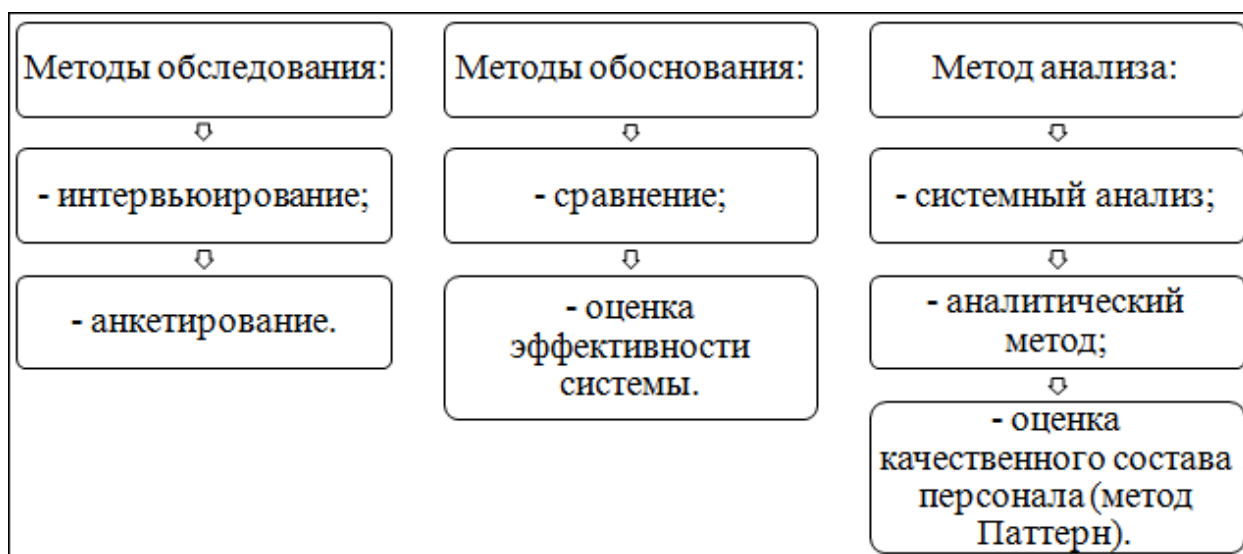 Методы обследования:
- интервьюирование;
- анкетирование.
Методы обоснования:
- сравнение;
- оценка
эффективности
системы.
Метод анализа:
- системный анализ;
- аналитический
метод;
- оценка
качественного состава
персонала (метод
Паттерн).